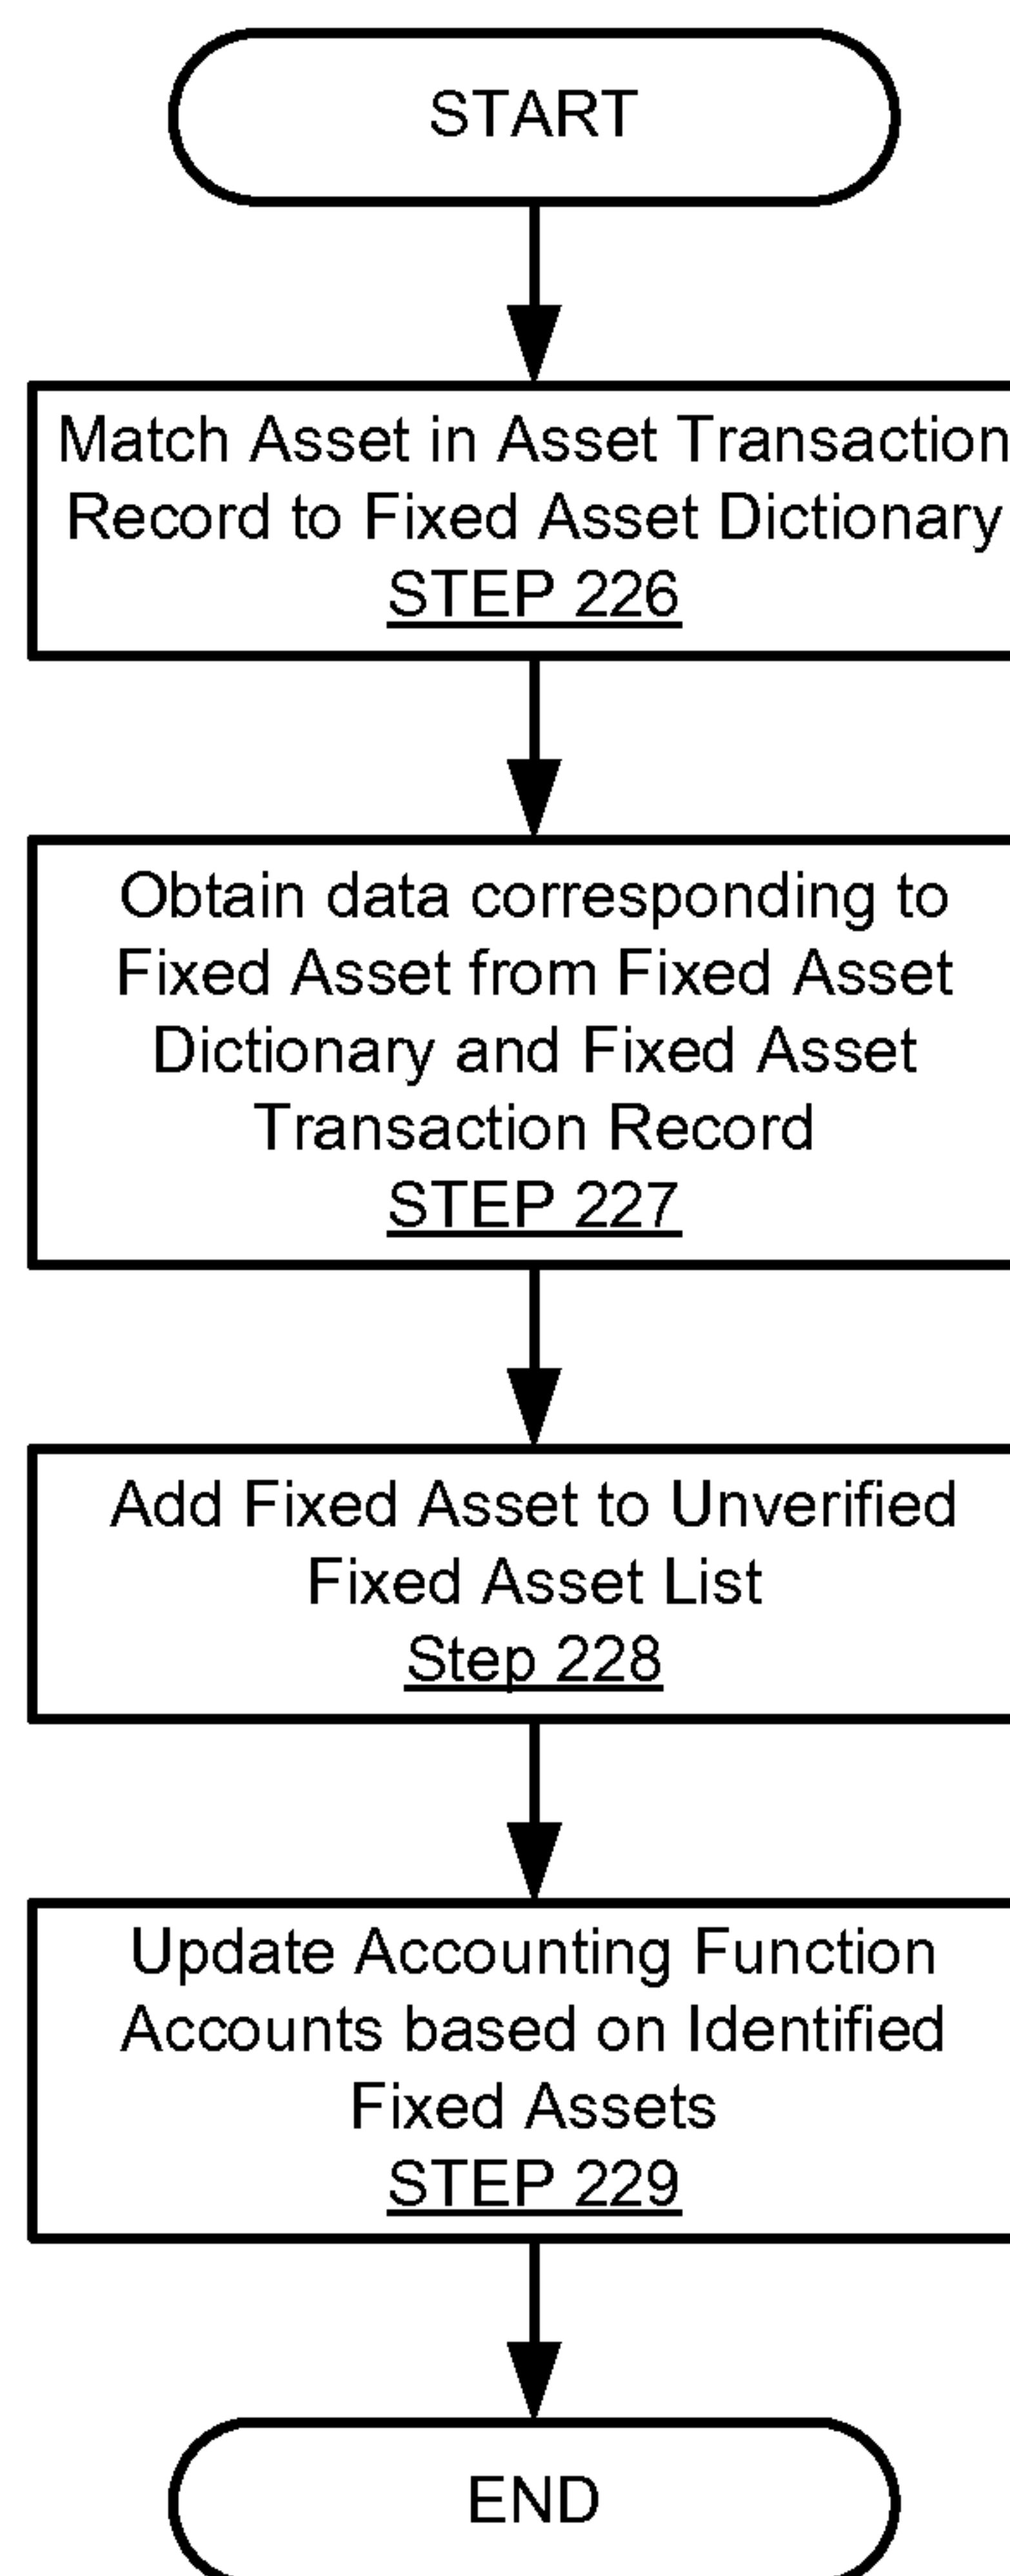 START
Match Asset in Asset Transaction
Record to Fixed Asset Dictionary
STEP 226
Obtain data corresponding to
Fixed Asset from Fixed Asset
Dictionary and Fixed Asset
Transaction Record
STEP 227
Add Fixed Asset to Unverified
Fixed Asset List
Step 228
Update Accounting Function
Accounts based on Identified
Fixed Assets
STEP 229
END